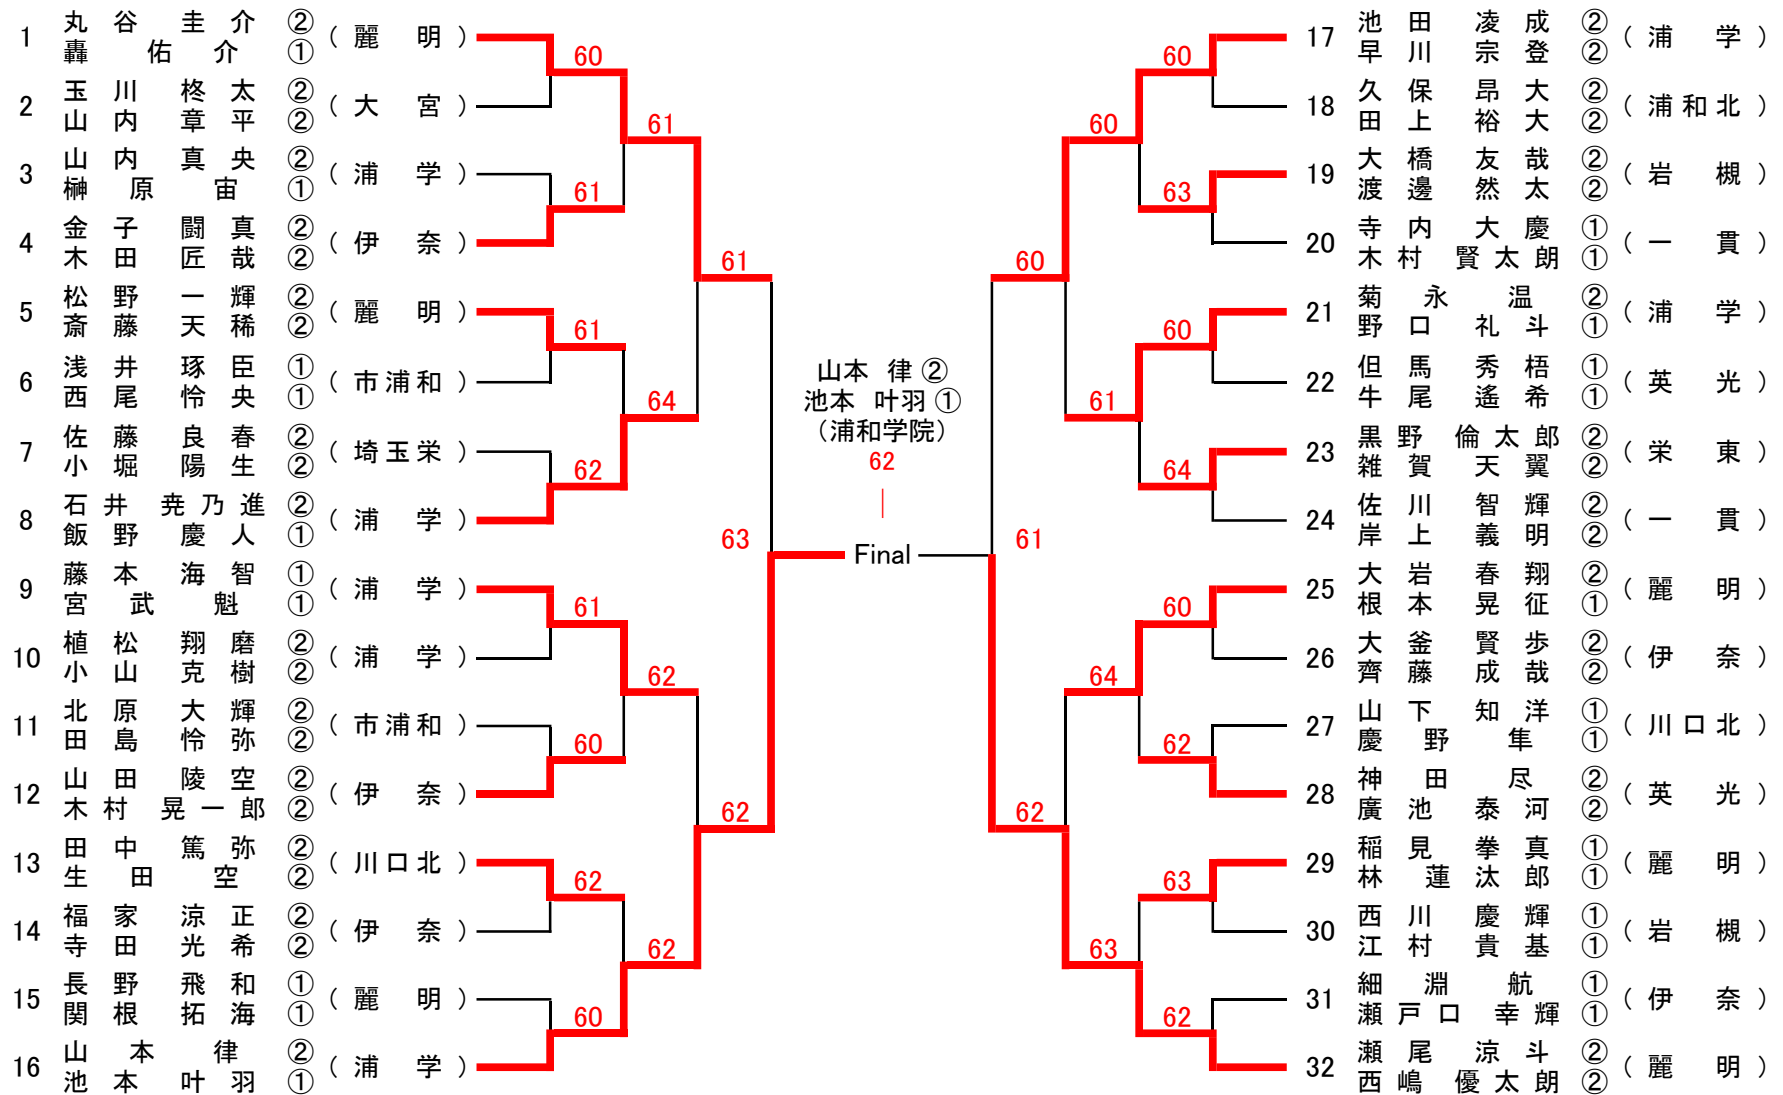 1 丸谷 圭介 ② (麗明)
轟 佑介 ①
2 玉川 柊太 ② (大宮)
山内 章平 ②
3 山内 真央 ② (浦学)
榊原 宙 ①
4 金子 闘真 ② (伊奈)
木田 匠哉 ②
5 松野 一輝 ② (麗明)
斎藤 天稀 ②
6 浅井 琢臣 ① (市浦和)
西尾 怜央 ①
7 佐藤 良春 ② (埼玉栄)
小堀 陽生 ②
8 石井 尭乃進 ② (浦学)
飯野 慶人 ①
9 藤本 海智 ① (浦学)
宮武 魁 ①
10 植松 翔磨 ② (浦学)
小山 克樹 ②
11 北原 大輝 ② (市浦和)
田島 怜弥 ②
12 山田 陵空 ② (伊奈)
木村 晃一郎 ②
13 田中 篤弥 ② (川口北)
生田 空 ②
14 福家 涼正 ② (伊奈)
寺田 光希 ②
15 長野 飛和 ① (麗明)
関根 拓海 ①
16 山本 律 ② (浦学)
池本 叶羽 ①
60
61
61
62
61
60
62
60
61
64
62
62
61
62
63
山本 律 ②
池本 叶羽 ①
(浦和学院)
62
Final
61
60
62
60
61
64
63
60
63
60
64
60
62
63
62
17 池田 凌成 ② (浦学)
早川 宗登 ②
18 久保 昂大 ② (浦和北)
田上 裕大 ②
19 大橋 友哉 ② (岩槻)
渡邊 然太 ②
20 寺内 大慶 ① (一貫)
木村 賢太朗 ①
21 菊永 温 ② (浦学)
野口 礼斗 ①
22 但馬 秀梧 ① (英光)
牛尾 遙希 ①
23 黒野 倫太郎 ② (栄東)
雑賀 天翼 ②
24 佐川 智輝 ② (一貫)
岸上 義明 ②
25 大岩 春翔 ② (麗明)
根本 晃征 ①
26 大釜 賢歩 ② (伊奈)
齊藤 成哉 ②
27 山下 知洋 ① (川口北)
慶野 隼 ①
28 神田 尽 ② (英光)
廣池 泰河 ②
29 稲見 拳真 ① (麗明)
林 蓮汰郎 ①
30 西川 慶輝 ① (岩槻)
江村 貴基 ①
31 細淵 航 ① (伊奈)
瀬戸口 幸輝 ①
32 瀬尾 涼斗 ② (麗明)
西嶋 優太朗 ②